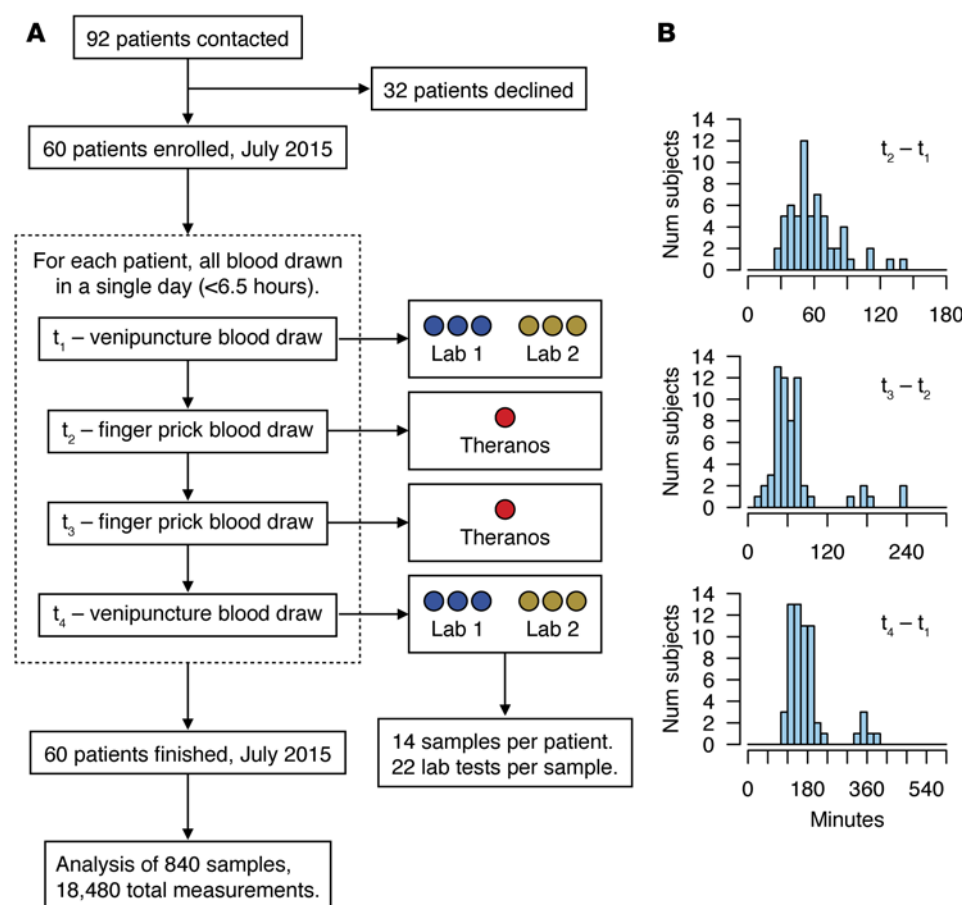 A
92 patients contacted
32 patients declined
60 patients enrolled, July 2015
For each patient, all blood drawn
in a single day (<6.5 hours).
t₁ – venipuncture blood draw
Lab 1
Lab 2
t₂ – finger prick blood draw
Theranos
t₃ – finger prick blood draw
Theranos
t₄ – venipuncture blood draw
Lab 1
Lab 2
14 samples per patient.
22 lab tests per sample.
60 patients finished, July 2015
Analysis of 840 samples,
18,480 total measurements.
B
Num subjects
14
12
10
8
6
4
2
0
t₂ – t₁
0 60 120 180
Num subjects
14
12
10
8
6
4
2
0
t₃ – t₂
0 120 240
Num subjects
14
12
10
8
6
4
2
0
t₄ – t₁
0 180 360 540
Minutes